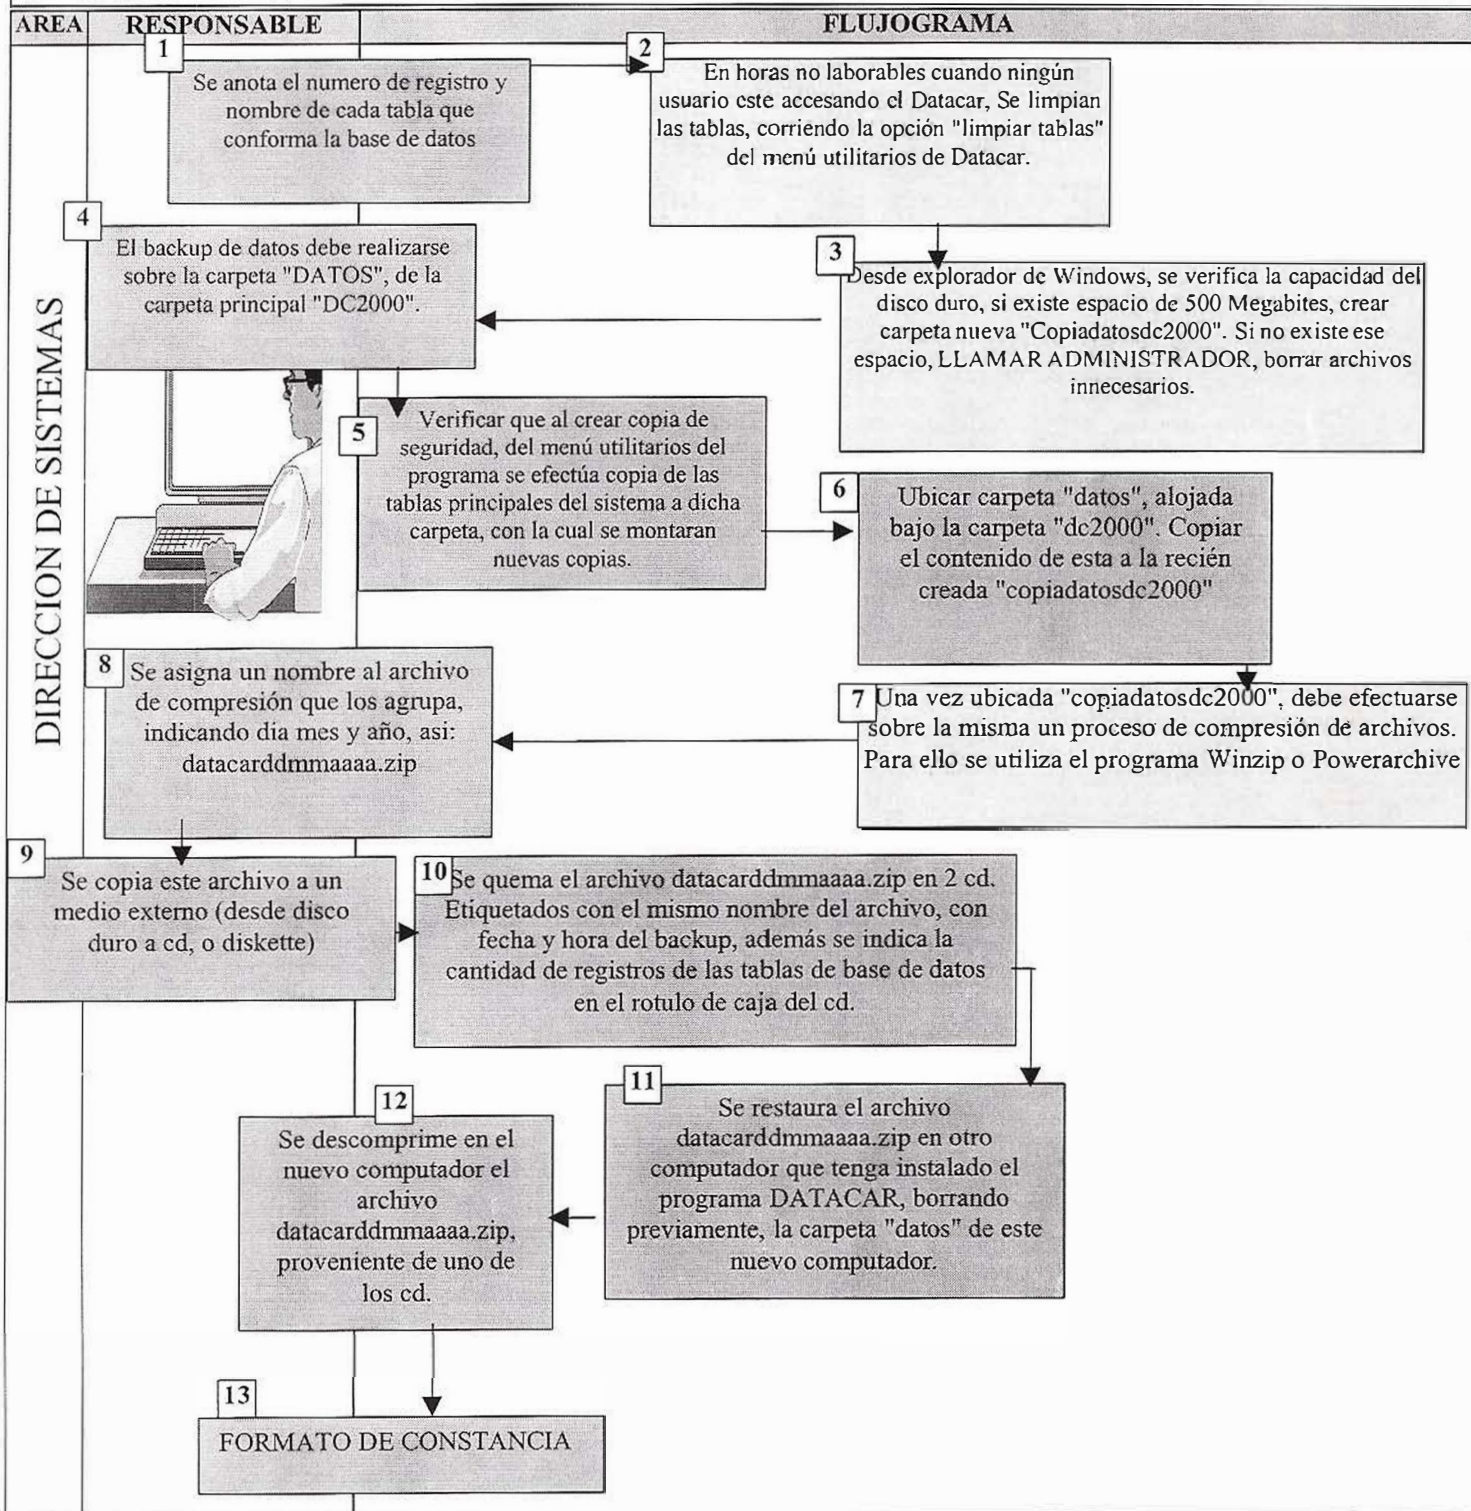 AREA RESPONSABLE FLUJOGRAMA
DIRECCION DE SISTEMAS
1
Se anota el numero de registro y
nombre de cada tabla que
conforma la base de datos
2
En horas no laborables cuando ningún
usuario este accesando el Datacar, Se limpian
las tablas, corriendo la opción "limpiar tablas"
del menú utilitarios de Datacar.
3
Desde explorador de Windows, se verifica la capacidad del
disco duro, si existe espacio de 500 Megabites, crear
carpeta nueva "Copiadatosdc2000". Si no existe ese
espacio, LLAMAR ADMINISTRADOR, borrar archivos
innecesarios.
4
El backup de datos debe realizarse
sobre la carpeta "DATOS", de la
carpeta principal "DC2000".
5
Verificar que al crear copia de
seguridad, del menú utilitarios del
programa se efectúa copia de las
tablas principales del sistema a dicha
carpeta, con la cual se montaran
nuevas copias.
6
Ubicar carpeta "datos", alojada
bajo la carpeta "dc2000". Copiar
el contenido de esta a la recién
creada "copiadatosdc2000"
7
Una vez ubicada "copiadatosdc2000", debe efectuarse
sobre la misma un proceso de compresión de archivos.
Para ello se utiliza el programa Winzip o Powerarchive
8
Se asigna un nombre al archivo
de compresión que los agrupa,
indicando dia mes y año, asi:
datacarddmmaaaa.zip
9
Se copia este archivo a un
medio externo (desde disco
duro a cd, o diskette)
10
Se quema el archivo datacarddmmaaaa.zip en 2 cd.
Etiquetados con el mismo nombre del archivo, con
fecha y hora del backup, además se indica la
cantidad de registros de las tablas de base de datos
en el rotulo de caja del cd.
11
Se restaura el archivo
datacarddmmaaaa.zip en otro
computador que tenga instalado el
programa DATACAR, borrando
previamente, la carpeta "datos" de este
nuevo computador.
12
Se descomprime en el
nuevo computador el
archivo
datacarddmmaaaa.zip,
proveniente de uno de
los cd.
13
FORMATO DE CONSTANCIA